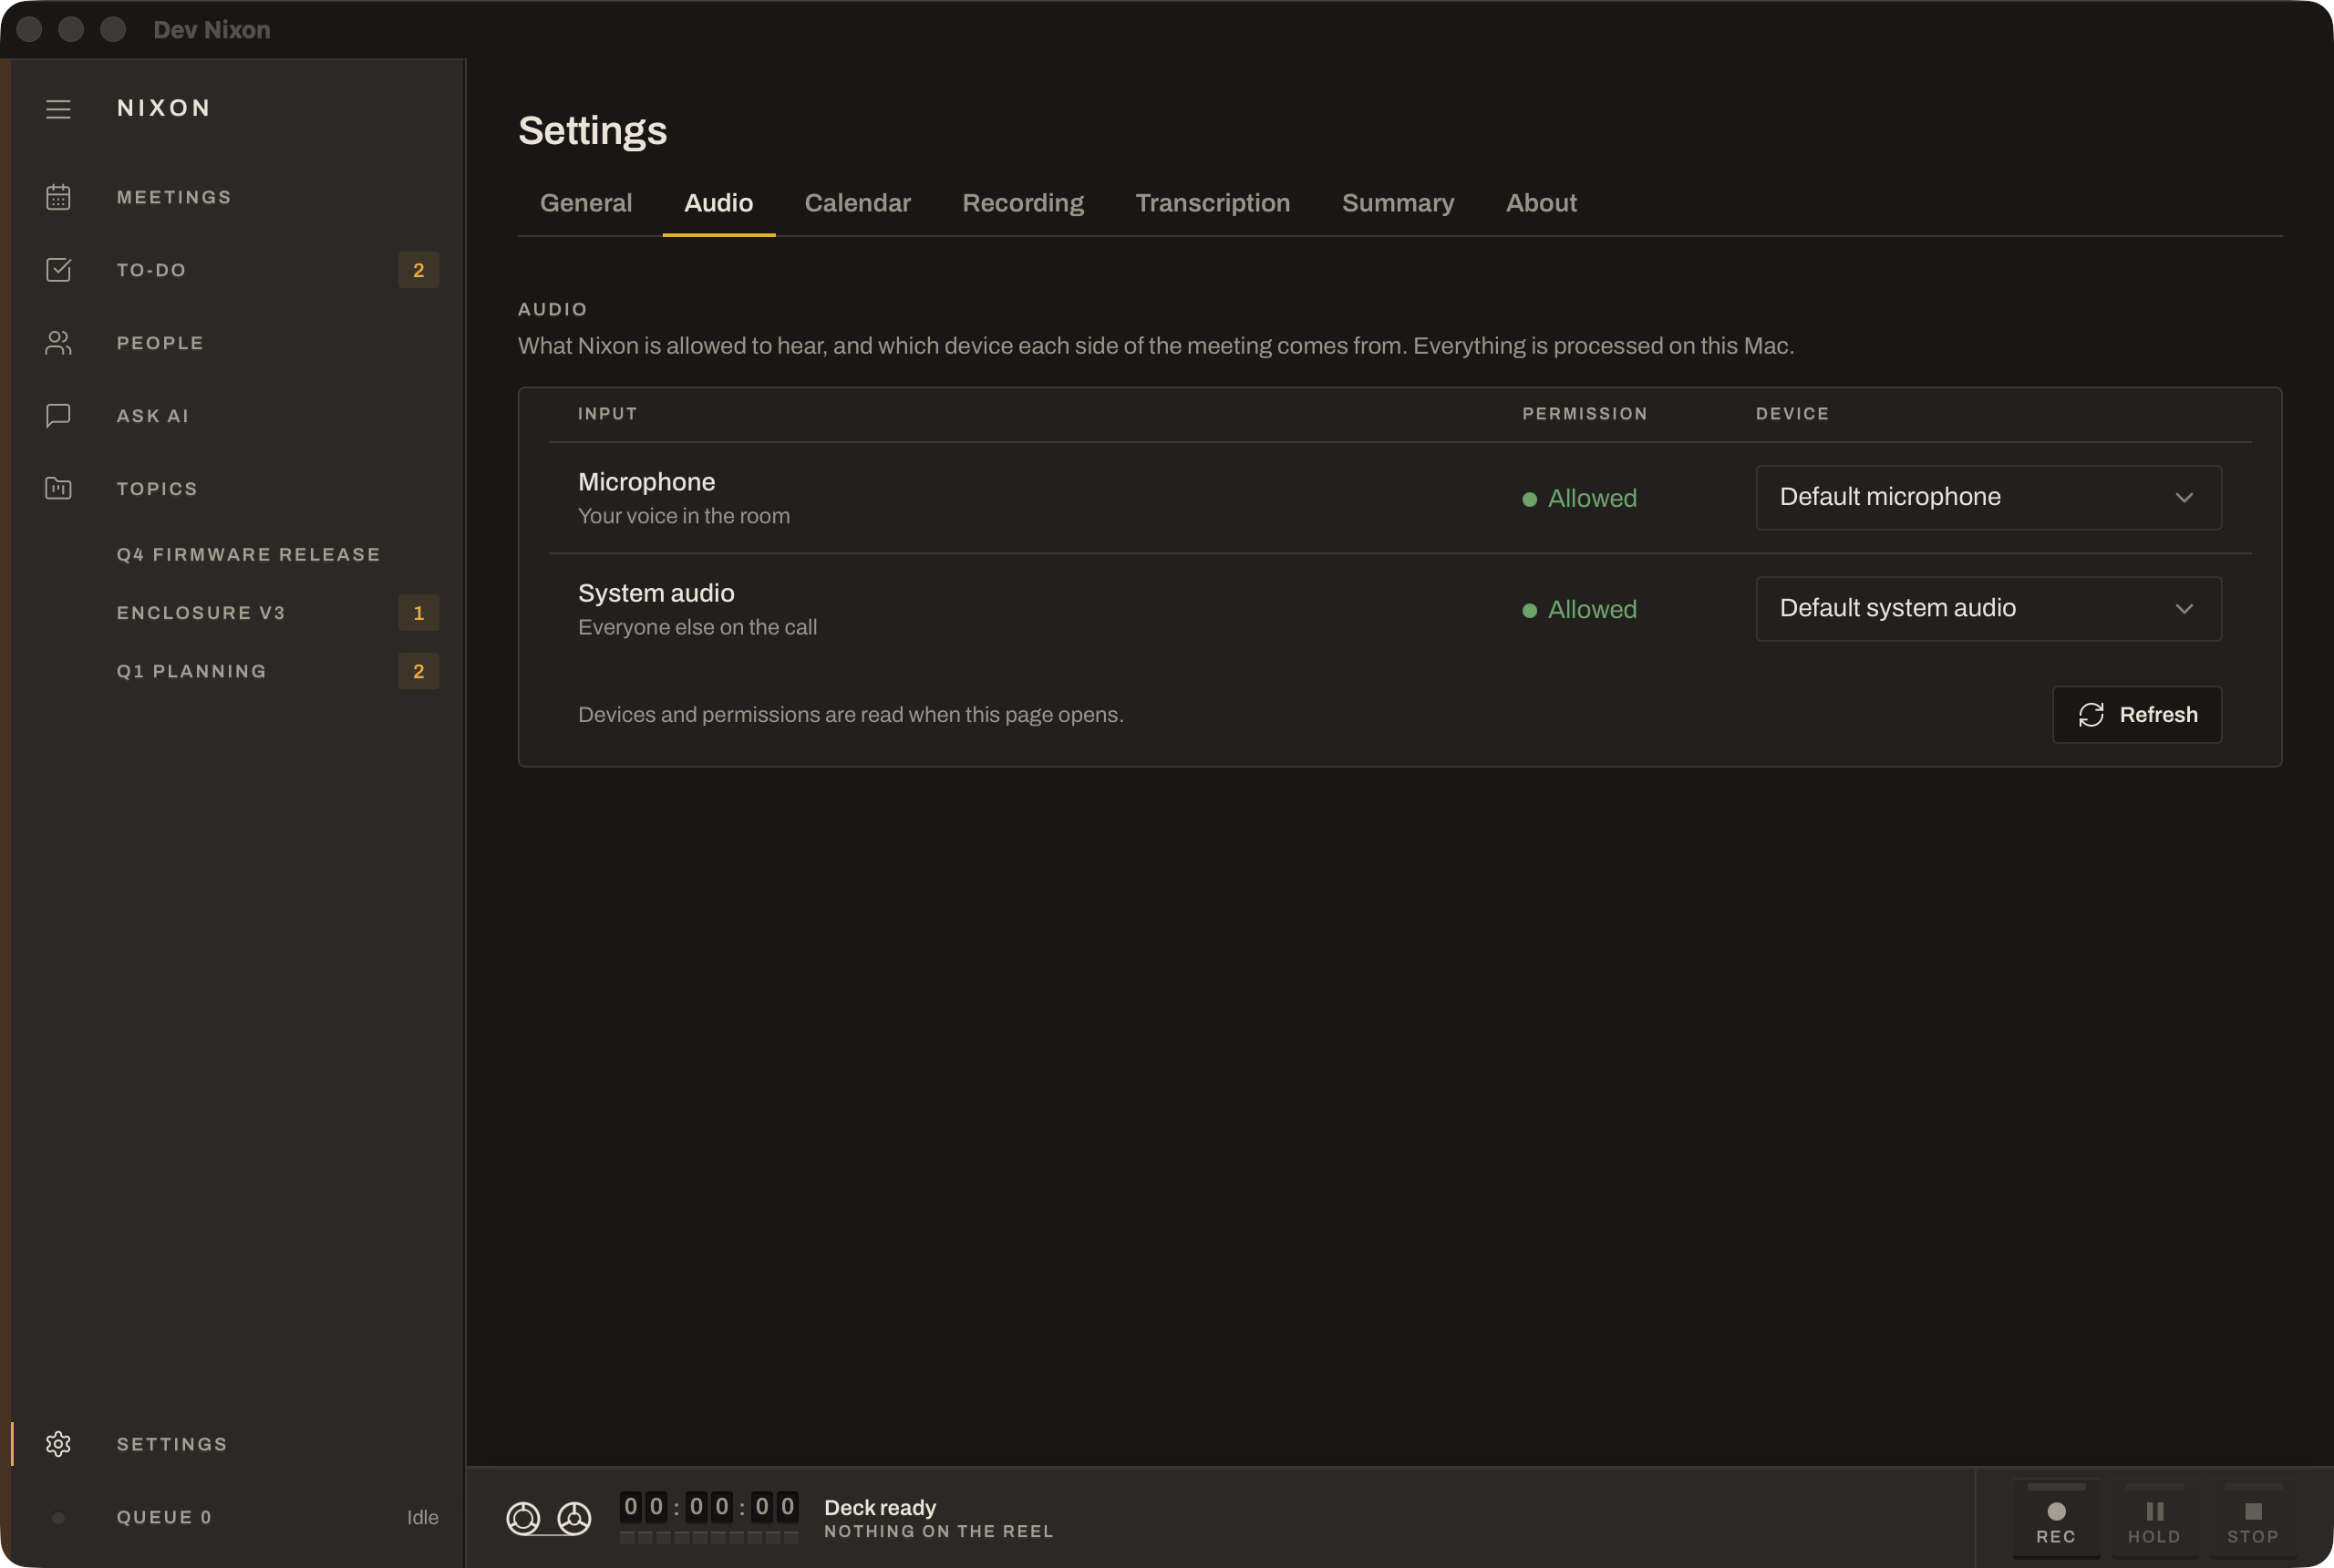 Dev Nixon
NIXON
MEETINGS
TO-DO 2
PEOPLE
ASK AI
TOPICS
Q4 FIRMWARE RELEASE
ENCLOSURE V3 1
Q1 PLANNING 2
SETTINGS
QUEUE 0 Idle
Settings
General Audio Calendar Recording Transcription Summary About
AUDIO
What Nixon is allowed to hear, and which device each side of the meeting comes from. Everything is processed on this Mac.
INPUT PERMISSION DEVICE
Microphone
Your voice in the room
Allowed
Default microphone
System audio
Everyone else on the call
Allowed
Default system audio
Devices and permissions are read when this page opens.
Refresh
00:00:00
Deck ready
NOTHING ON THE REEL
REC HOLD STOP